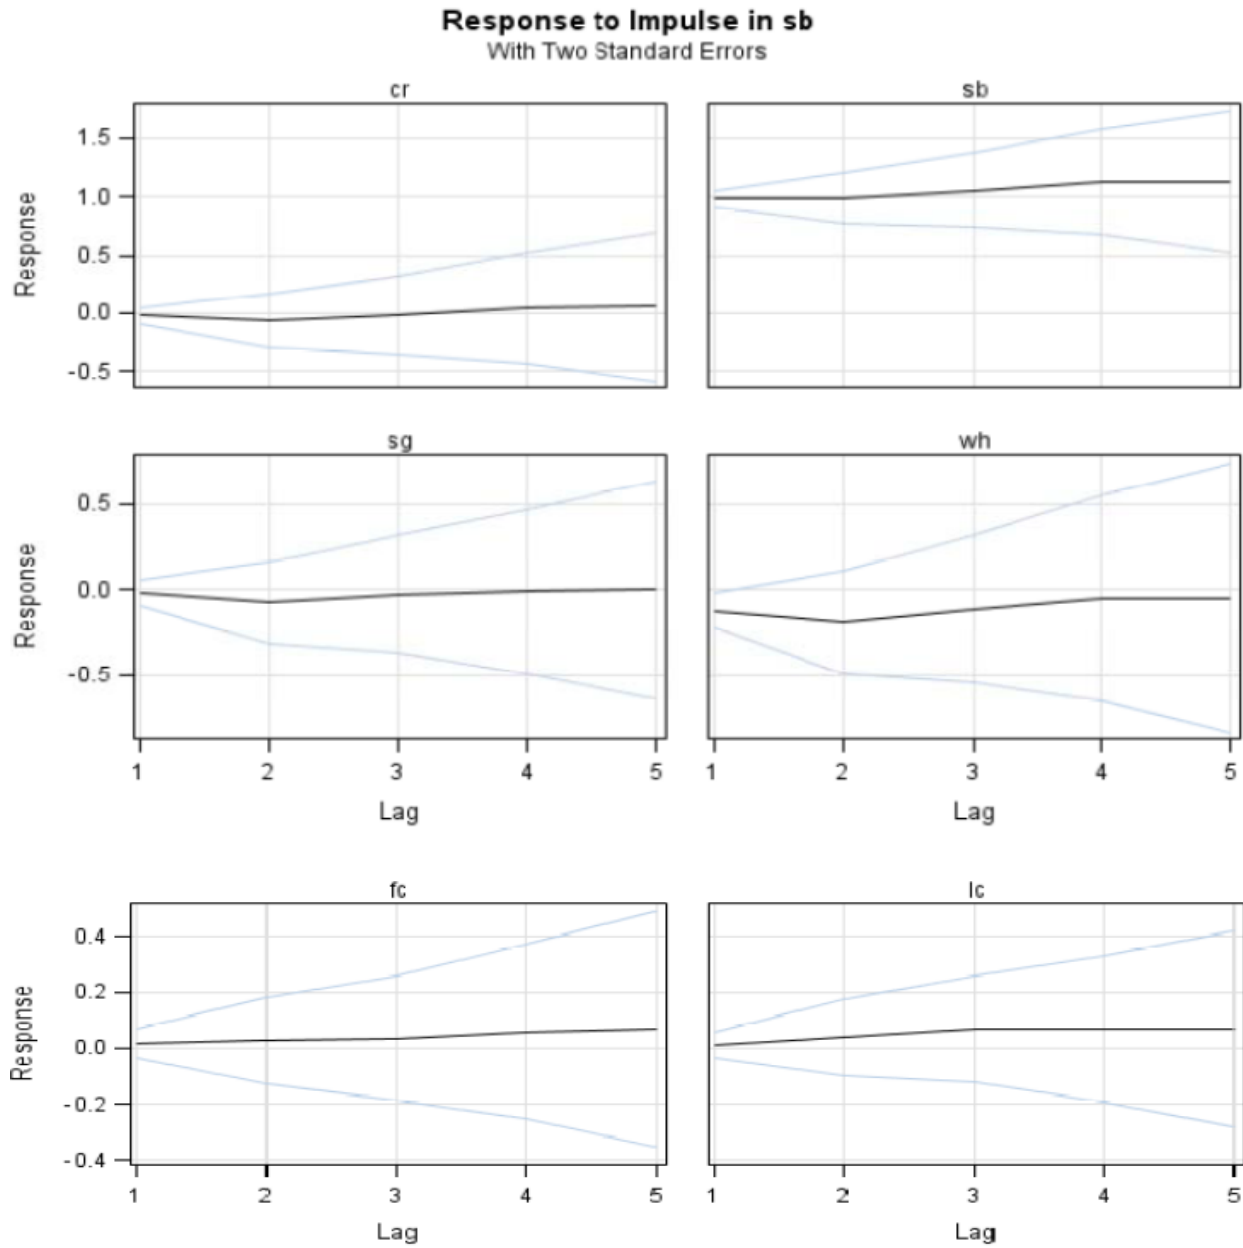 Response to Impulse in sb
With Two Standard Errors
cr sb
1.5
1.0
0.5
0.0
-0.5
Response
sg wh
0.5
0.0
-0.5
Response
1 2 3 4 5 1 2 3 4 5
Lag Lag
fc lc
0.4
0.2
0.0
-0.2
-0.4
Response
1 2 3 4 5 1 2 3 4 5
Lag Lag